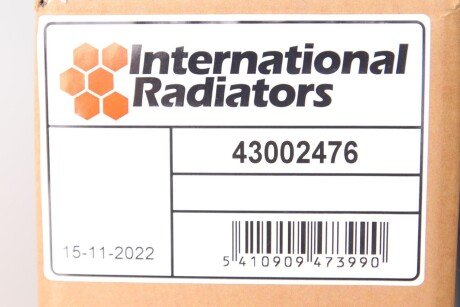 International
Radiators
43002476
15-11-2022
5 410909 473990